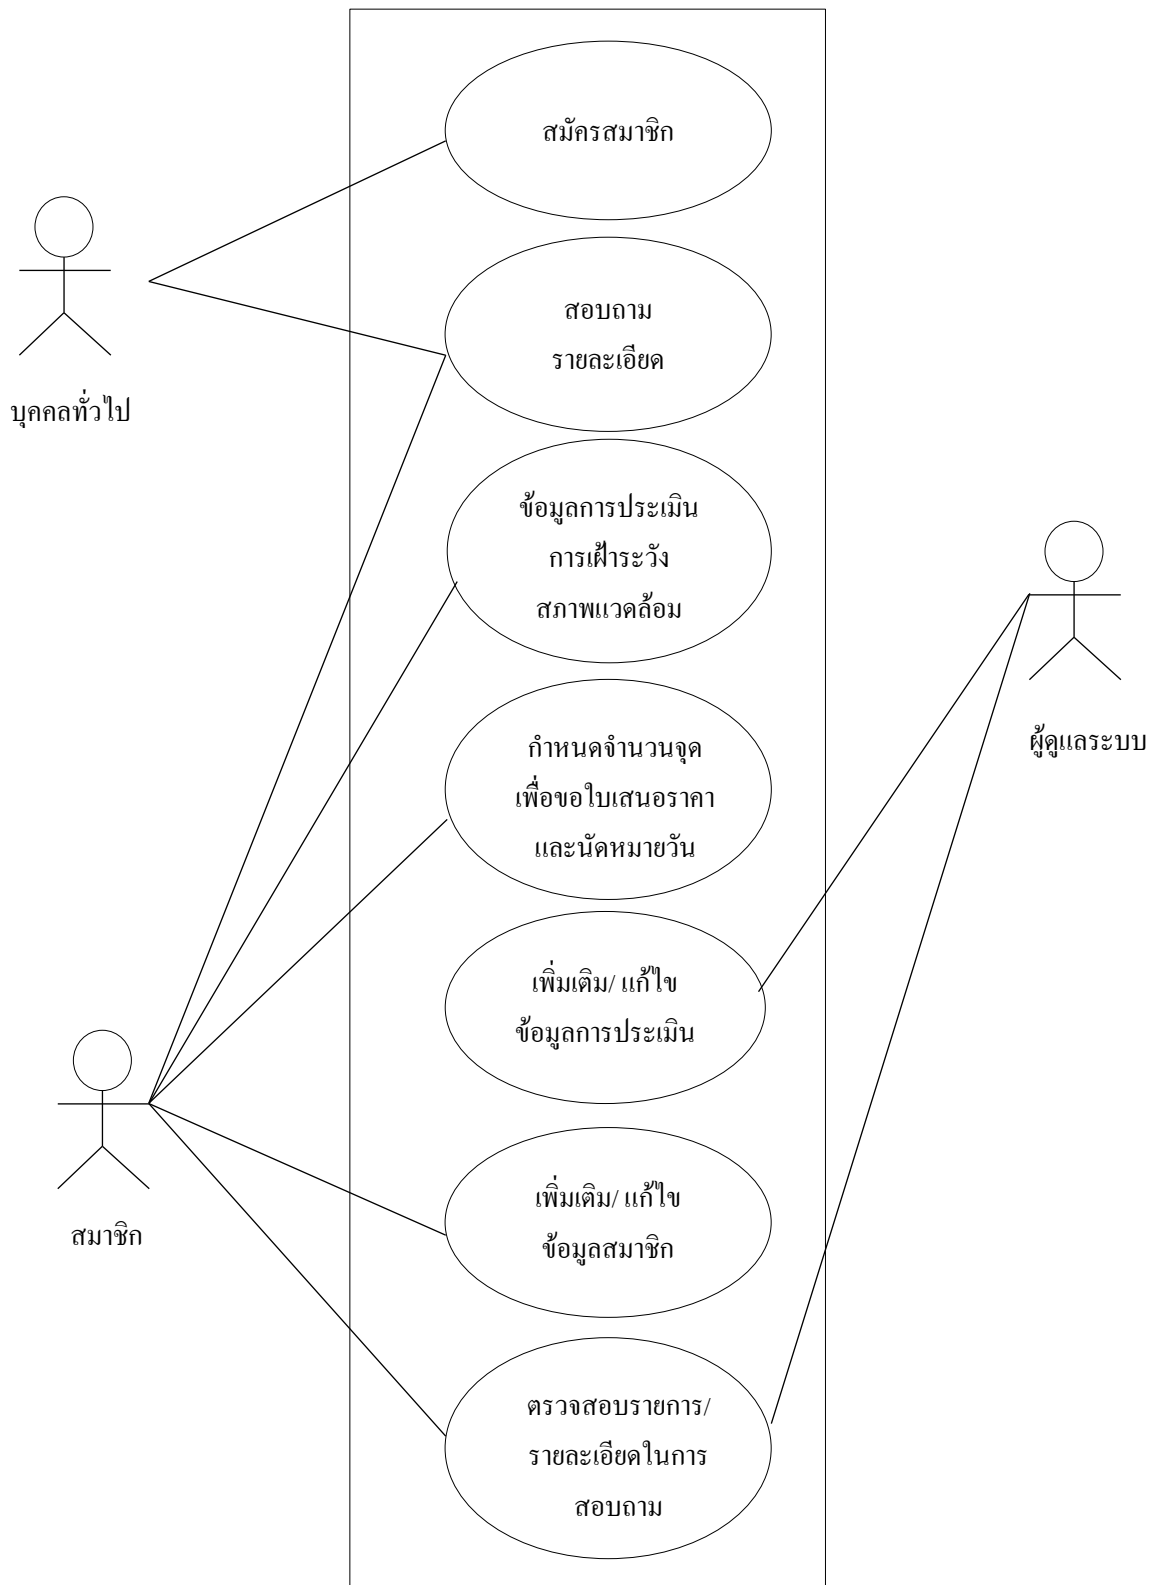 สมัครสมาชิก
สอบถาม
รายละเอียด
บุคคลทั่วไป
ข้อมูลการประเมิน
การเฝ้าระวัง
สภาพแวดล้อม
กำหนดจำนวนจุด
เพื่อขอใบเสนอราคา
และนัดหมายวัน
ผู้ดูแลระบบ
เพิ่มเติม/ แก้ไข
ข้อมูลการประเมิน
เพิ่มเติม/ แก้ไข
ข้อมูลสมาชิก
สมาชิก
ตรวจสอบรายการ/
รายละเอียดในการ
สอบถาม